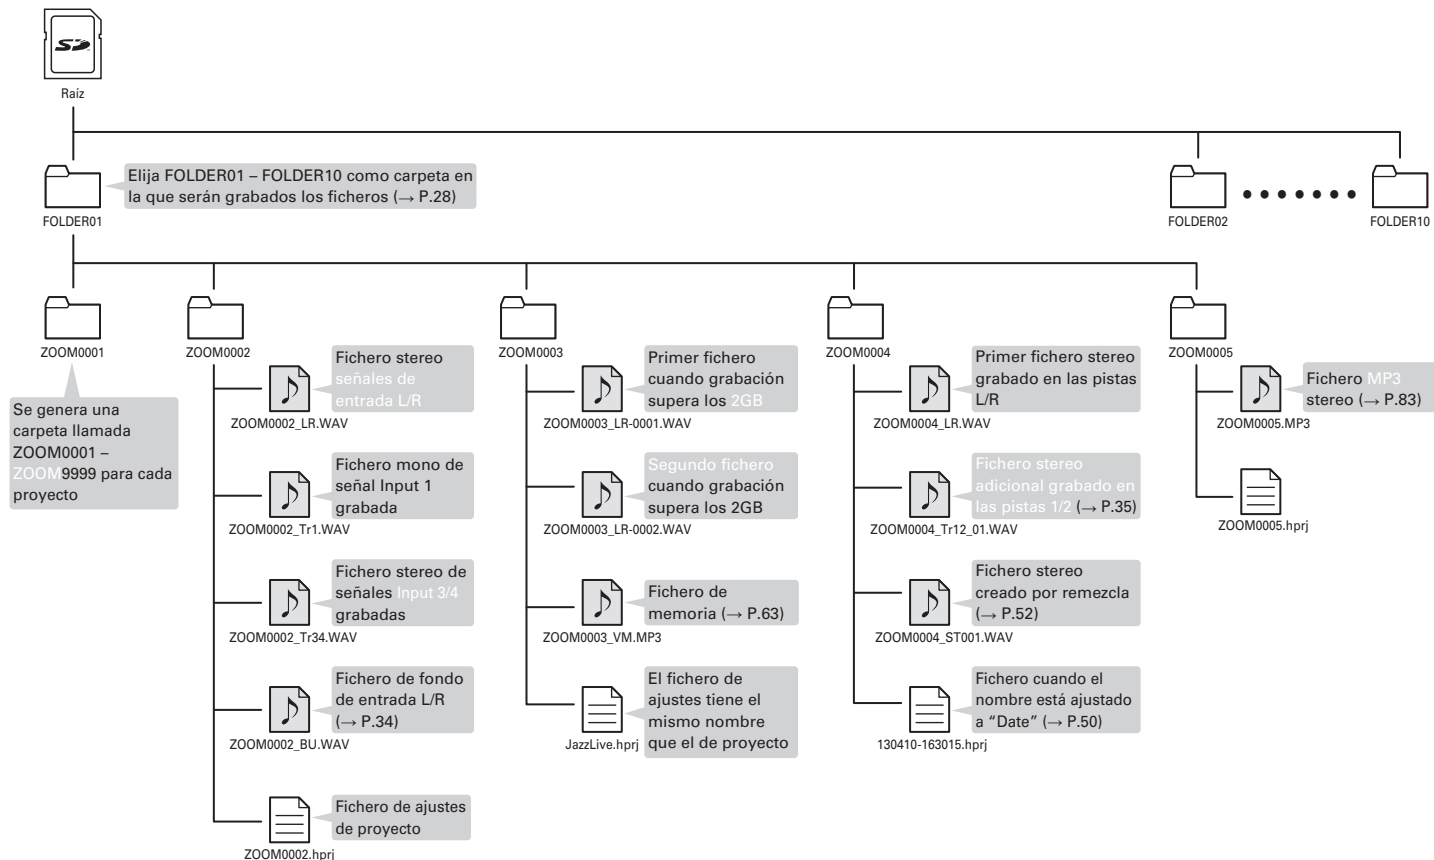 SD
Raíz
Elija FOLDER01 – FOLDER10 como carpeta en
la que serán grabados los ficheros (→ P.28)
FOLDER01
FOLDER02
FOLDER10
ZOOM0001
Se genera una
carpeta llamada
ZOOM0001 –
ZOOM9999 para cada
proyecto
ZOOM0002
Fichero stereo
señales de
entrada L/R
ZOOM0002_LR.WAV
Fichero mono de
señal Input 1
grabada
ZOOM0002_Tr1.WAV
Fichero stereo de
señales Input 3/4
grabadas
ZOOM0002_Tr34.WAV
Fichero de fondo
de entrada L/R
(→ P.34)
ZOOM0002_BU.WAV
Fichero de ajustes
de proyecto
ZOOM0002.hprj
ZOOM0003
Primer fichero
cuando grabación
supera los 2GB
ZOOM0003_LR-0001.WAV
Segundo fichero
cuando grabación
supera los 2GB
ZOOM0003_LR-0002.WAV
Fichero de
memoria (→ P.63)
ZOOM0003_VM.MP3
El fichero de
ajustes tiene el
mismo nombre
que el de proyecto
JazzLive.hprj
ZOOM0004
Primer fichero stereo
grabado en las pistas
L/R
ZOOM0004_LR.WAV
Fichero stereo
adicional grabado en
las pistas 1/2 (→ P.35)
ZOOM0004_Tr12_01.WAV
Fichero stereo
creado por remezcla
(→ P.52)
ZOOM0004_ST001.WAV
Fichero cuando el
nombre está ajustado
a “Date” (→ P.50)
130410-163015.hprj
ZOOM0005
Fichero MP3
stereo (→ P.83)
ZOOM0005.MP3
ZOOM0005.hprj